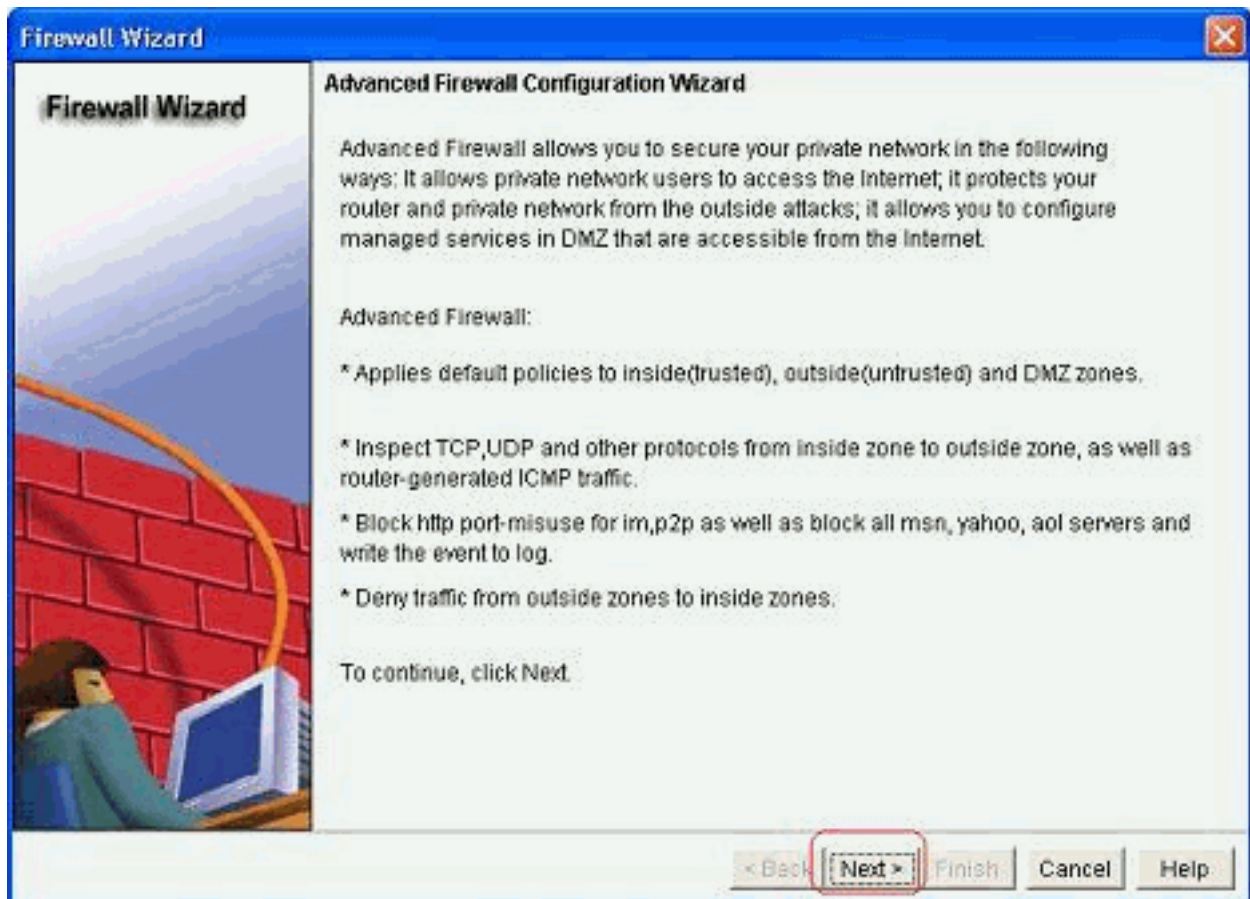 Firewall Wizard
Firewall Wizard
Advanced Firewall Configuration Wizard
Advanced Firewall allows you to secure your private network in the following
ways: It allows private network users to access the Internet; it protects your
router and private network from the outside attacks; it allows you to configure
managed services in DMZ that are accessible from the Internet.
Advanced Firewall:
* Applies default policies to inside(trusted), outside(untrusted) and DMZ zones.
* Inspect TCP,UDP and other protocols from inside zone to outside zone, as well as
router-generated ICMP traffic.
* Block http port-misuse for im,p2p as well as block all msn, yahoo, aol servers and
write the event to log.
* Deny traffic from outside zones to inside zones.
To continue, click Next.
< Back Next > Finish Cancel Help